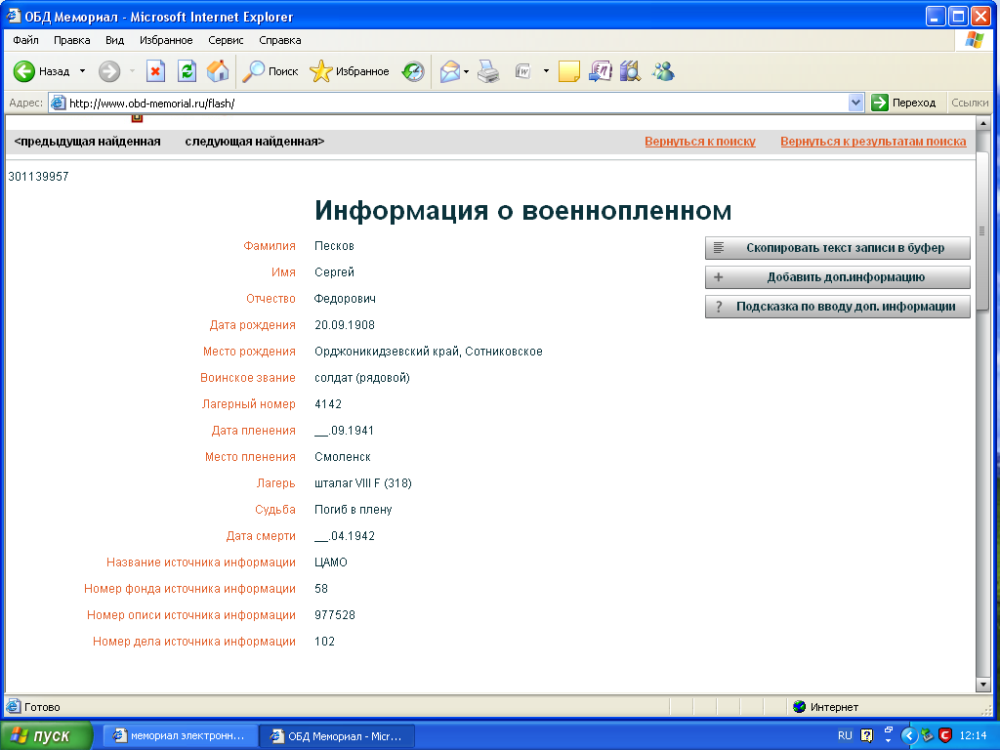 ОБД Мемориал - Microsoft Internet Explorer
Файл Правка Вид Избранное Сервис Справка
Назад Поиск Избранное
Адрес: http://www.obd-memorial.ru/flash/ Переход Ссылки
<предыдущая найденная следующая найденная> Вернуться к поиску Вернуться к результатам поиска
301139957
Информация о военнопленном
Фамилия Песков
Скопировать текст записи в буфер
Имя Сергей
Добавить доп.информацию
Отчество Федорович
? Подсказка по вводу доп. информации
Дата рождения 20.09.1908
Место рождения Орджоникидзевский край, Сотниковское
Воинское звание солдат (рядовой)
Лагерный номер 4142
Дата пленения __.09.1941
Место пленения Смоленск
Лагерь шталаг VIII F (318)
Судьба Погиб в плену
Дата смерти __.04.1942
Название источника информации ЦАМО
Номер фонда источника информации 58
Номер описи источника информации 977528
Номер дела источника информации 102
Готово Интернет
пуск мемориал электронн... ОБД Мемориал - Micr... RU 12:14